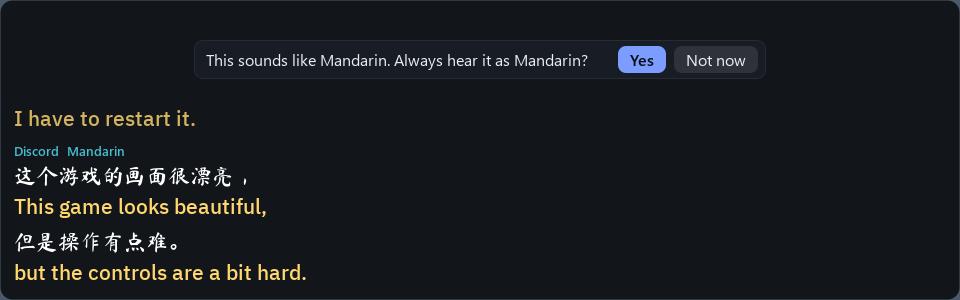 This sounds like Mandarin. Always hear it as Mandarin? Yes Not now
I have to restart it.
Discord Mandarin
这个游戏的画面很漂亮，
This game looks beautiful,
但是操作有点难。
but the controls are a bit hard.